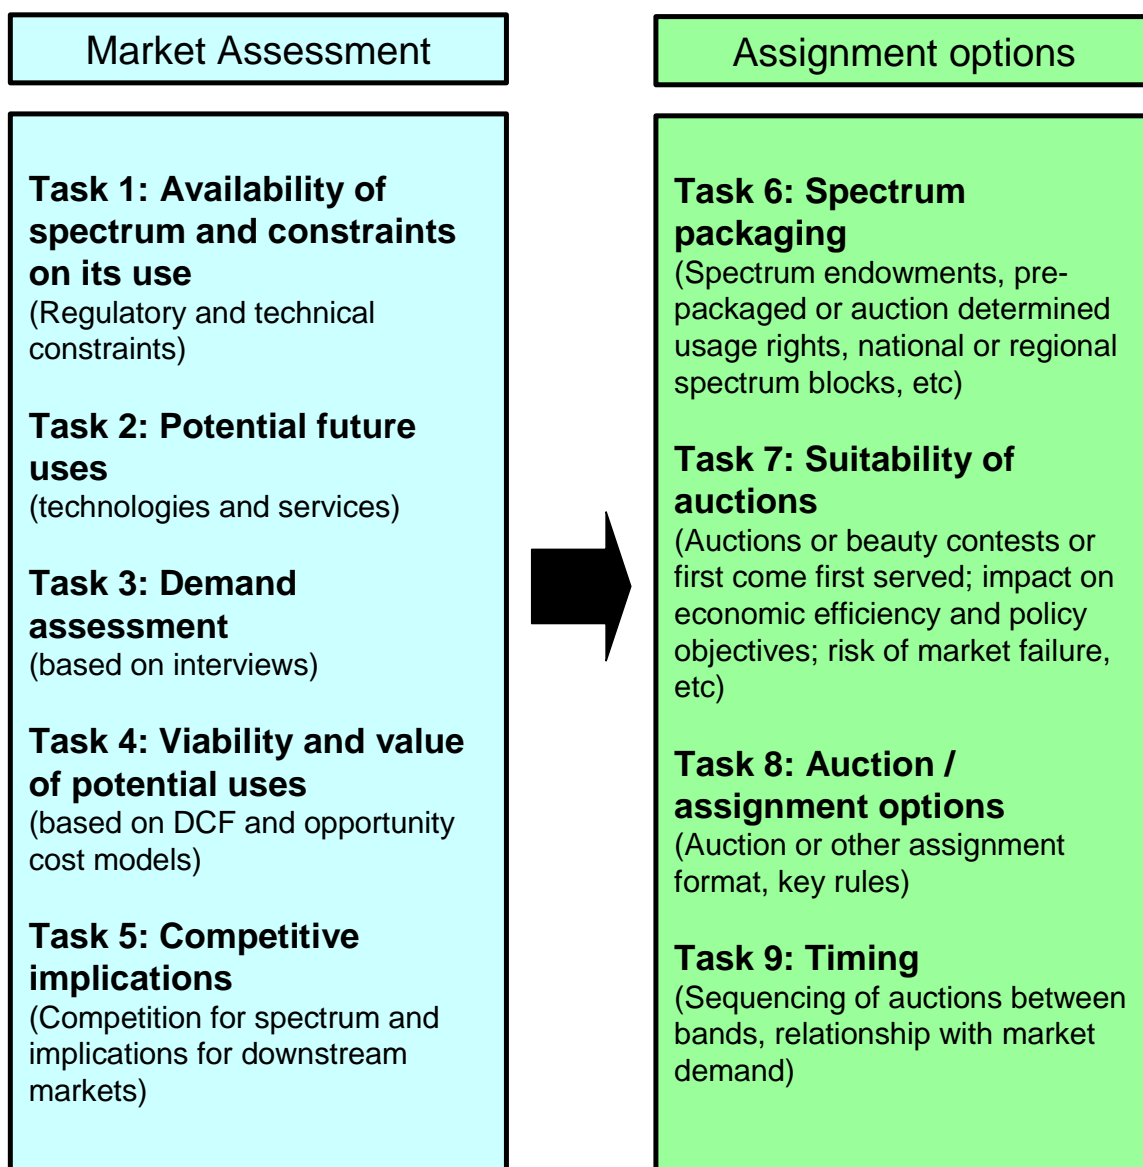 Market Assessment
Task 1: Availability of
spectrum and constraints
on its use
(Regulatory and technical
constraints)
Task 2: Potential future
uses
(technologies and services)
Task 3: Demand
assessment
(based on interviews)
Task 4: Viability and value
of potential uses
(based on DCF and opportunity
cost models)
Task 5: Competitive
implications
(Competition for spectrum and
implications for downstream
markets)
Assignment options
Task 6: Spectrum
packaging
(Spectrum endowments, pre-
packaged or auction determined
usage rights, national or regional
spectrum blocks, etc)
Task 7: Suitability of
auctions
(Auctions or beauty contests or
first come first served; impact on
economic efficiency and policy
objectives; risk of market failure,
etc)
Task 8: Auction /
assignment options
(Auction or other assignment
format, key rules)
Task 9: Timing
(Sequencing of auctions between
bands, relationship with market
demand)